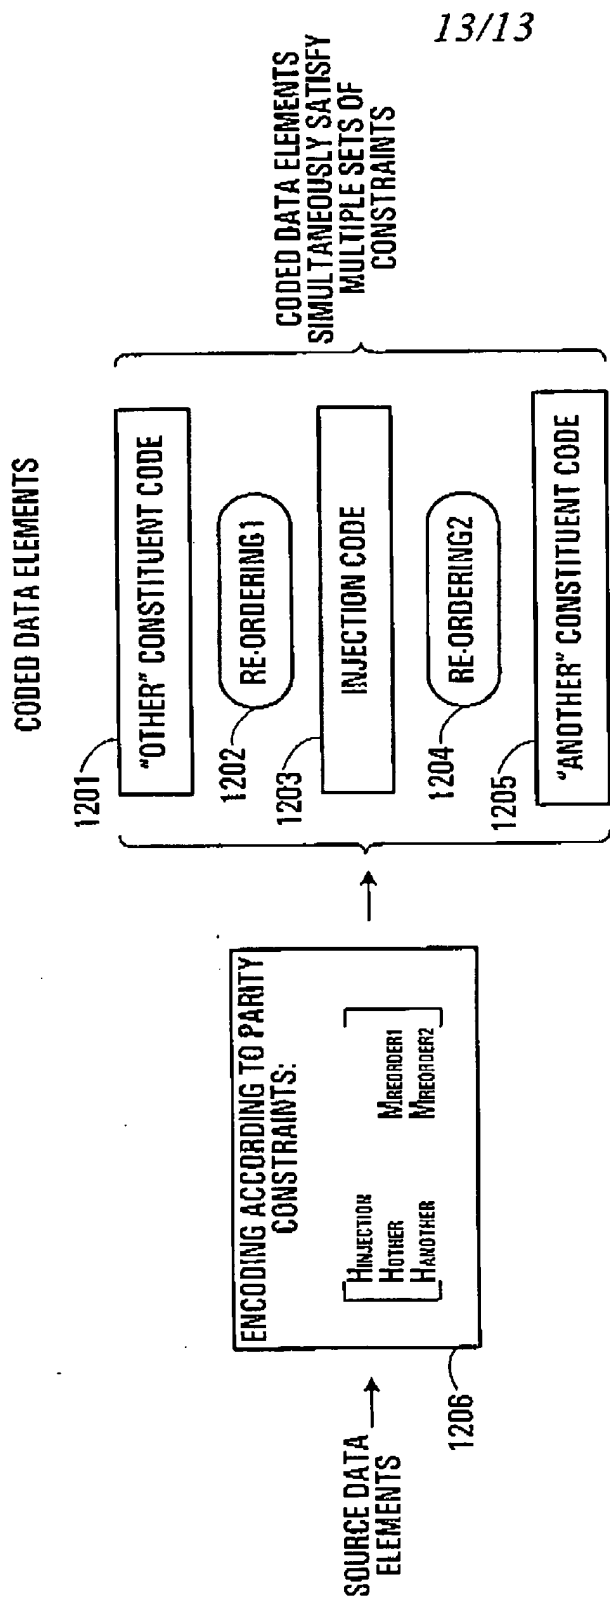 13/13
CODED DATA ELEMENTS
SOURCE DATA
ELEMENTS
1206
ENCODING ACCORDING TO PARITY
CONSTRAINTS:
HINJECTION
HOTHER MREORDER1
HANOTHER MREORDER2
1201
"OTHER" CONSTITUENT CODE
1202
RE-ORDERING1
1203
INJECTION CODE
1204
RE-ORDERING2
1205
"ANOTHER" CONSTITUENT CODE
CODED DATA ELEMENTS
SIMULTANEOUSLY SATISFY
MULTIPLE SETS OF
CONSTRAINTS